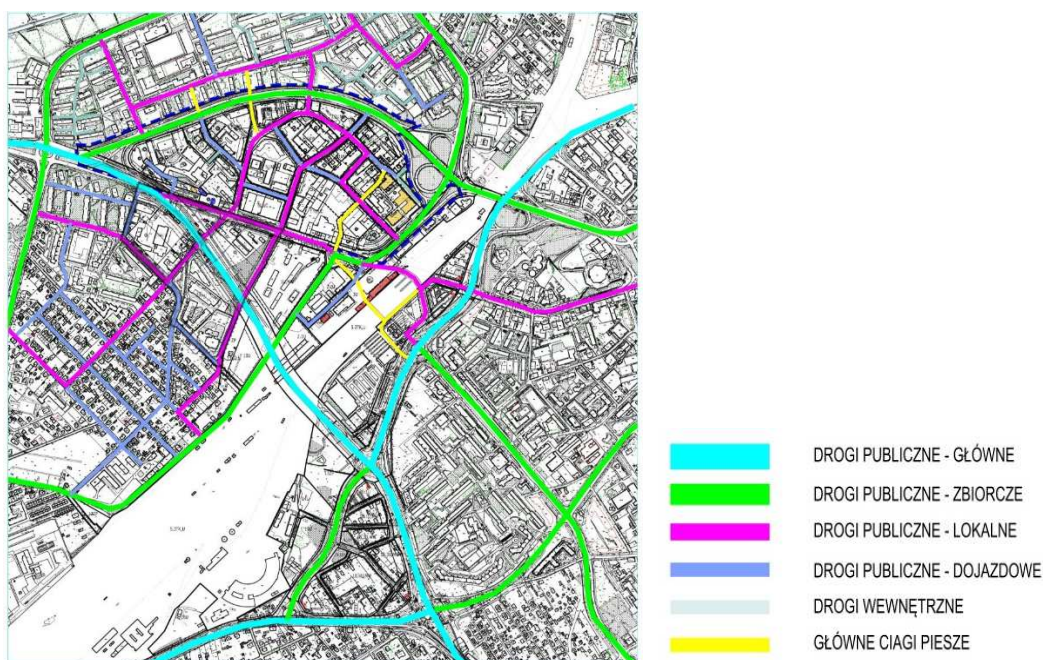 DROGI PUBLICZNE - GŁÓWNE
DROGI PUBLICZNE - ZBIORCZE
DROGI PUBLICZNE - LOKALNE
DROGI PUBLICZNE - DOJAZDOWE
DROGI WEWNĘTRZNE
GŁÓWNE CIAGI PIESZE